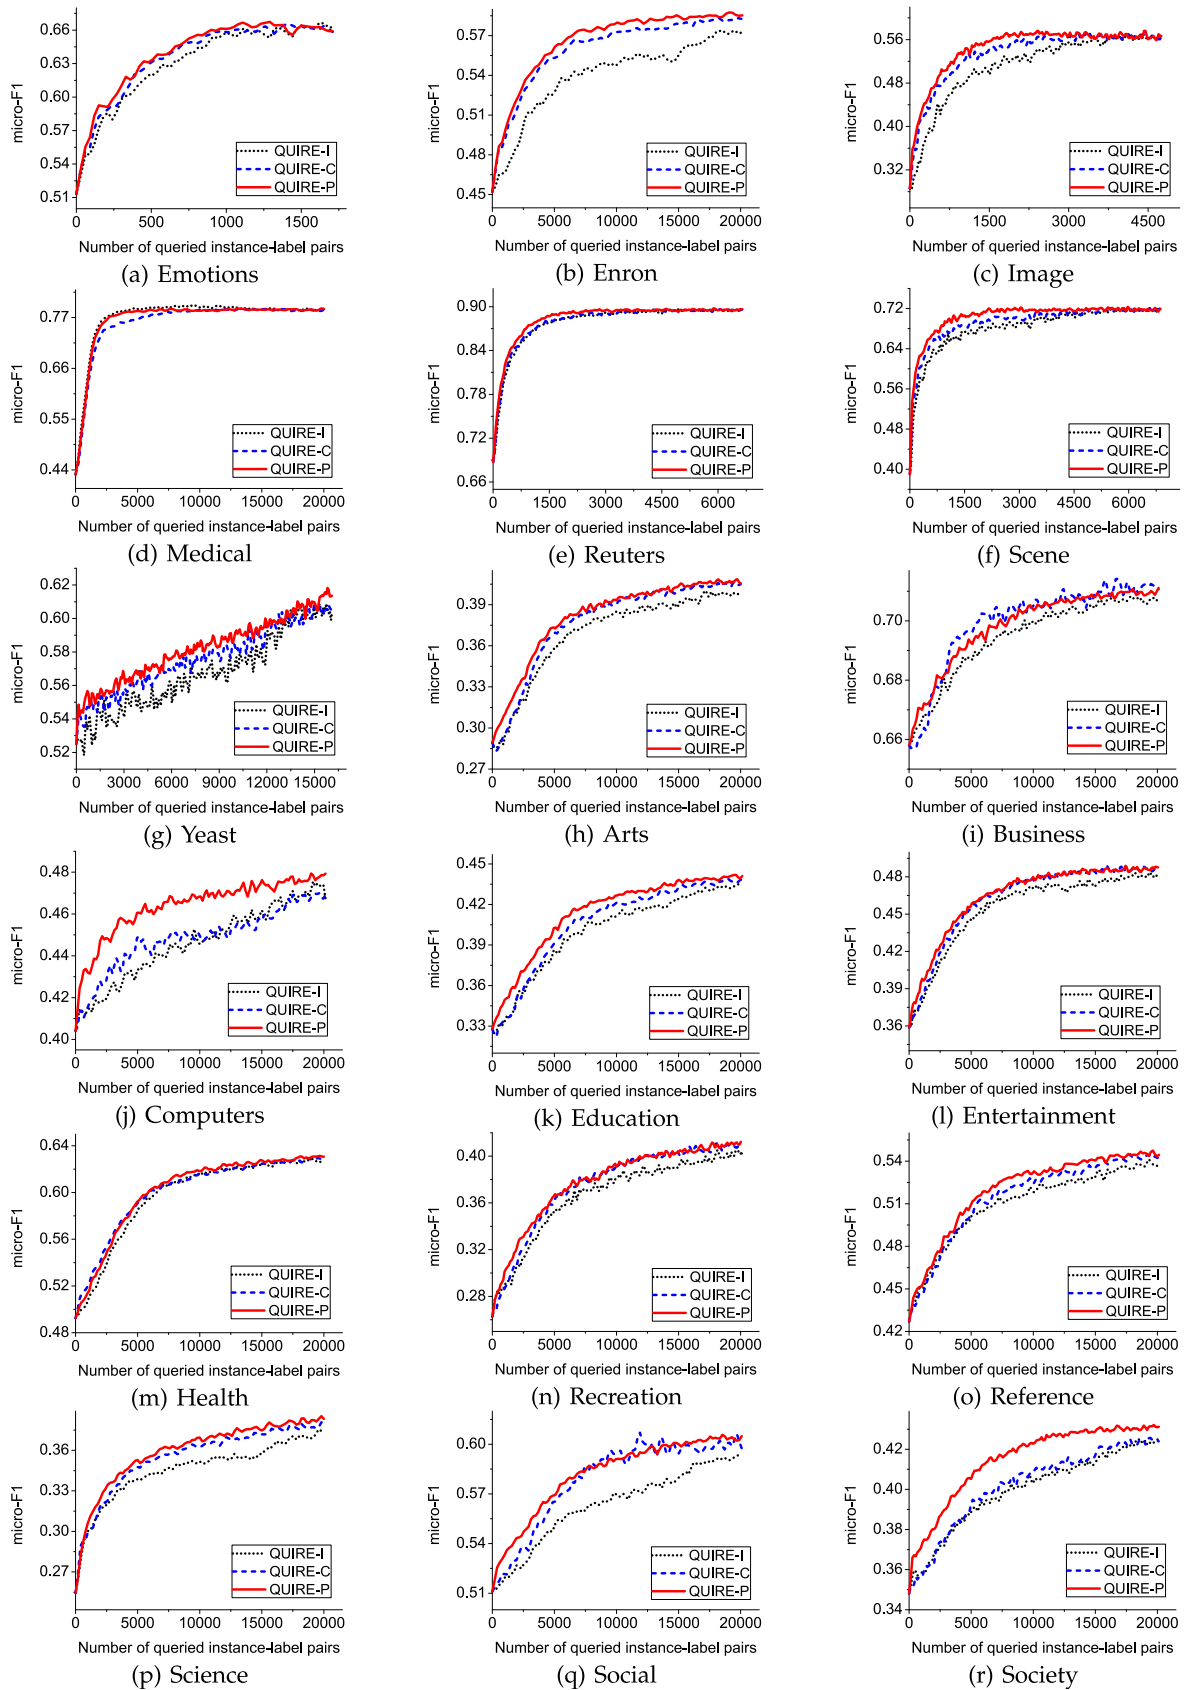 0.66
0.63
0.60
0.57
0.54
0.51
micro-F1
QUIRE-I
QUIRE-C
QUIRE-P
0 500 1000 1500
Number of queried instance-label pairs
(a) Emotions
0.57
0.54
0.51
0.48
0.45
micro-F1
QUIRE-I
QUIRE-C
QUIRE-P
0 5000 10000 15000 20000
Number of queried instance-label pairs
(b) Enron
0.56
0.48
0.40
0.32
micro-F1
QUIRE-I
QUIRE-C
QUIRE-P
0 1500 3000 4500
Number of queried instance-label pairs
(c) Image
0.77
0.66
0.55
0.44
micro-F1
QUIRE-I
QUIRE-C
QUIRE-P
0 5000 10000 15000 20000
Number of queried instance-label pairs
(d) Medical
0.90
0.84
0.78
0.72
0.66
micro-F1
QUIRE-I
QUIRE-C
QUIRE-P
0 1500 3000 4500 6000
Number of queried instance-label pairs
(e) Reuters
0.72
0.64
0.56
0.48
0.40
micro-F1
QUIRE-I
QUIRE-C
QUIRE-P
0 1500 3000 4500 6000
Number of queried instance-label pairs
(f) Scene
0.62
0.60
0.58
0.56
0.54
0.52
micro-F1
QUIRE-I
QUIRE-C
QUIRE-P
0 3000 6000 9000 12000 15000
Number of queried instance-label pairs
(g) Yeast
0.39
0.36
0.33
0.30
0.27
micro-F1
QUIRE-I
QUIRE-C
QUIRE-P
0 5000 10000 15000 20000
Number of queried instance-label pairs
(h) Arts
0.70
0.68
0.66
micro-F1
QUIRE-I
QUIRE-C
QUIRE-P
0 5000 10000 15000 20000
Number of queried instance-label pairs
(i) Business
0.48
0.46
0.44
0.42
0.40
micro-F1
QUIRE-I
QUIRE-C
QUIRE-P
0 5000 10000 15000 20000
Number of queried instance-label pairs
(j) Computers
0.45
0.42
0.39
0.36
0.33
micro-F1
QUIRE-I
QUIRE-C
QUIRE-P
0 5000 10000 15000 20000
Number of queried instance-label pairs
(k) Education
0.48
0.45
0.42
0.39
0.36
micro-F1
QUIRE-I
QUIRE-C
QUIRE-P
0 5000 10000 15000 20000
Number of queried instance-label pairs
(l) Entertainment
0.64
0.60
0.56
0.52
0.48
micro-F1
QUIRE-I
QUIRE-C
QUIRE-P
0 5000 10000 15000 20000
Number of queried instance-label pairs
(m) Health
0.40
0.36
0.32
0.28
micro-F1
QUIRE-I
QUIRE-C
QUIRE-P
0 5000 10000 15000 20000
Number of queried instance-label pairs
(n) Recreation
0.54
0.51
0.48
0.45
0.42
micro-F1
QUIRE-I
QUIRE-C
QUIRE-P
0 5000 10000 15000 20000
Number of queried instance-label pairs
(o) Reference
0.36
0.33
0.30
0.27
micro-F1
QUIRE-I
QUIRE-C
QUIRE-P
0 5000 10000 15000 20000
Number of queried instance-label pairs
(p) Science
0.60
0.57
0.54
0.51
micro-F1
QUIRE-I
QUIRE-C
QUIRE-P
0 5000 10000 15000 20000
Number of queried instance-label pairs
(q) Social
0.42
0.40
0.38
0.36
0.34
micro-F1
QUIRE-I
QUIRE-C
QUIRE-P
0 5000 10000 15000 20000
Number of queried instance-label pairs
(r) Society